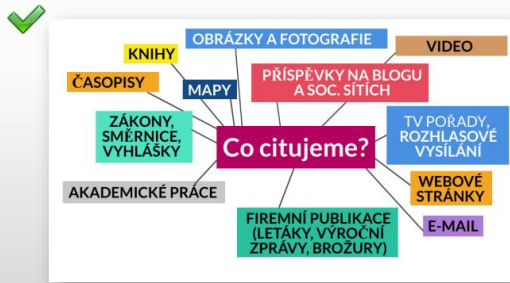 OBRÁZKY A FOTOGRAFIE
VIDEO
KNIHY
PŘÍSPĚVKY NA BLOGU
A SOC. SÍTÍCH
ČASOPISY
MAPY
ZÁKONY,
SMĚRNICE,
VYHLÁŠKY
TV POŘADY,
ROZHLASOVÉ
VYSÍLÁNÍ
Co citujeme?
AKADEMICKÉ PRÁCE
WEBOVÉ
STRÁNKY
FIREMNÍ PUBLIKACE
(LETÁKY, VÝROČNÍ
ZPRÁVY, BROŽURY)
E-MAIL